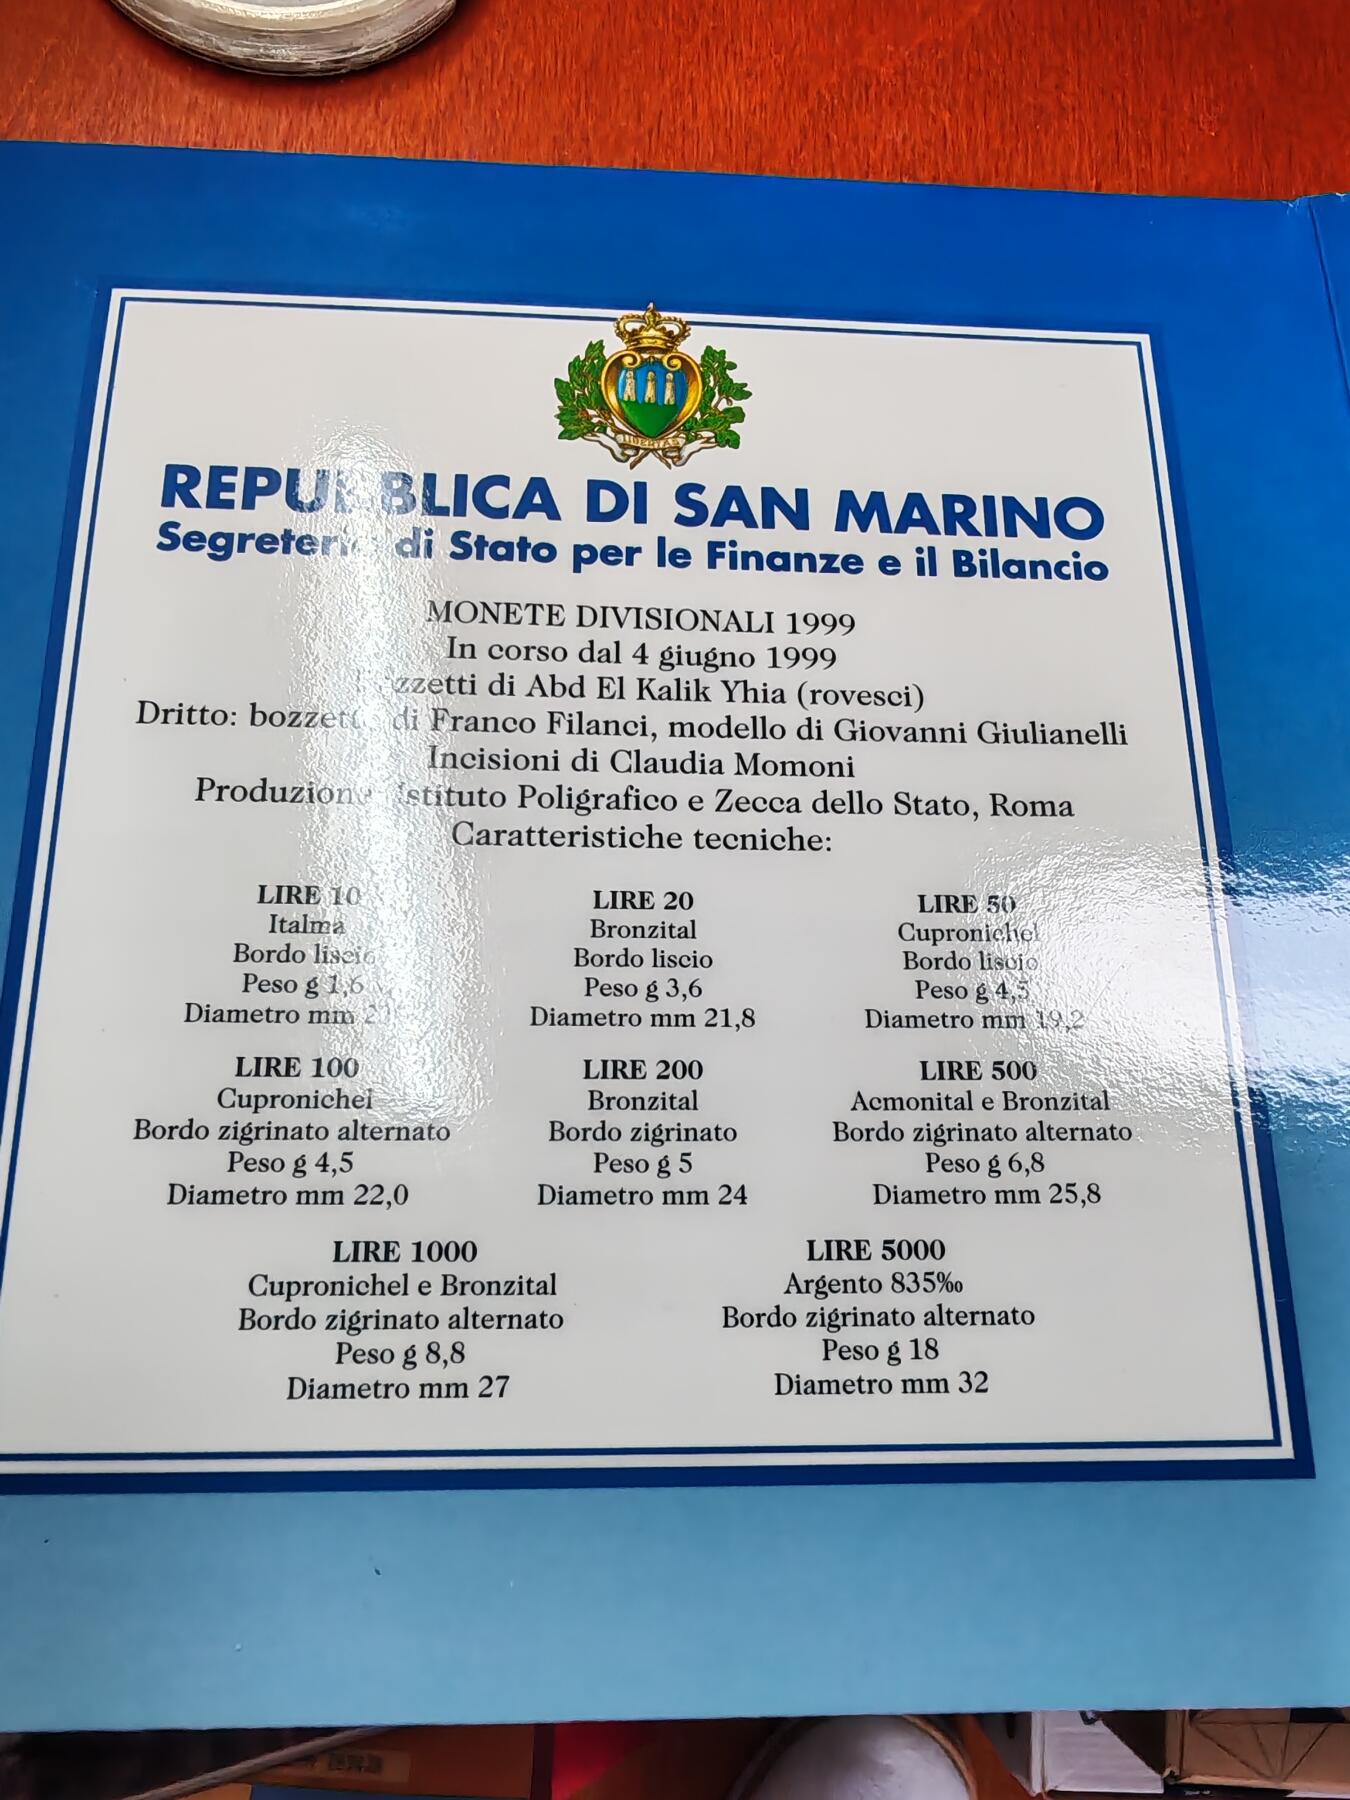 LIBERTAS
REPUBBLICA DI SAN MARINO
Segreteria di Stato per le Finanze e il Bilancio
MONETE DIVISIONALI 1999
In corso dal 4 giugno 1999
Bozzetti di Abd El Kalik Yhia (rovesci)
Dritto: bozzetto di Franco Filanci, modello di Giovanni Giulianelli
Incisioni di Claudia Momoni
Produzione: Istituto Poligrafico e Zecca dello Stato, Roma
Caratteristiche tecniche:
LIRE 10
Italma
Bordo liscio
Peso g 1,6
Diametro mm
LIRE 20
Bronzital
Bordo liscio
Peso g 3,6
Diametro mm 21,8
LIRE 50
Cupronichel
Bordo liscio
Peso g 4,5
Diametro mm 19,2
LIRE 100
Cupronichel
Bordo zigrinato alternato
Peso g 4,5
Diametro mm 22,0
LIRE 200
Bronzital
Bordo zigrinato
Peso g 5
Diametro mm 24
LIRE 500
Acmonital e Bronzital
Bordo zigrinato alternato
Peso g 6,8
Diametro mm 25,8
LIRE 1000
Cupronichel e Bronzital
Bordo zigrinato alternato
Peso g 8,8
Diametro mm 27
LIRE 5000
Argento 835‰
Bordo zigrinato alternato
Peso g 18
Diametro mm 32